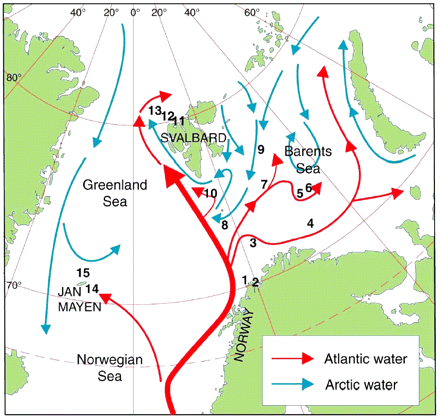 40° 20° 0° 20° 40° 60°
80°
13
12
11
SVALBARD
9
Barents
Sea
Greenland
Sea
10
7
5
6
8
4
3
15
14
70°
JAN
MAYEN
1
2
NORWAY
Norwegian
Sea
Atlantic water
Arctic water